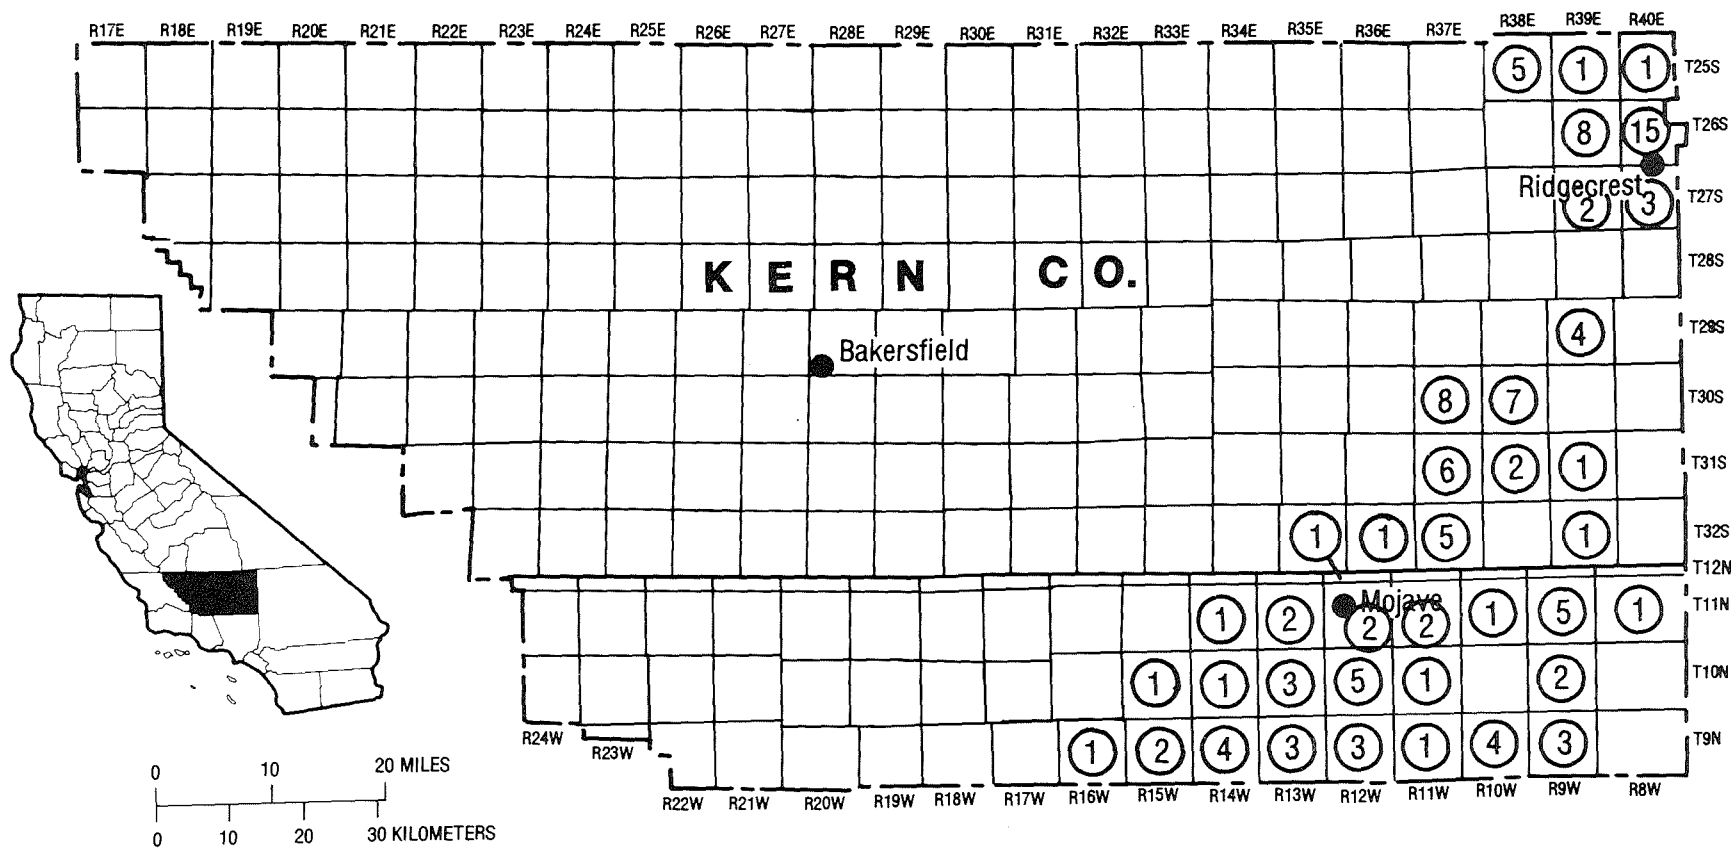 R17E R18E R19E R20E R21E R22E R23E R24E R25E R26E R27E R28E R29E R30E R31E R32E R33E R34E R35E R36E R37E R38E R39E R40E
5 1 1 T25S
8 15 T26S
Ridgecrest
2 3 T27S
KERN CO. T28S
4 T29S
Bakersfield
8 7 T30S
6 2 1 T31S
1 1 5 1 T32S
T12N
Mojave
1 2 2 2 1 5 1 T11N
1 1 3 5 1 2 T10N
R24W R23W 1 2 4 3 3 1 4 3 T9N
R22W R21W R20W R19W R18W R17W R16W R15W R14W R13W R12W R11W R10W R9W R8W
0 10 20 MILES
0 10 20 30 KILOMETERS